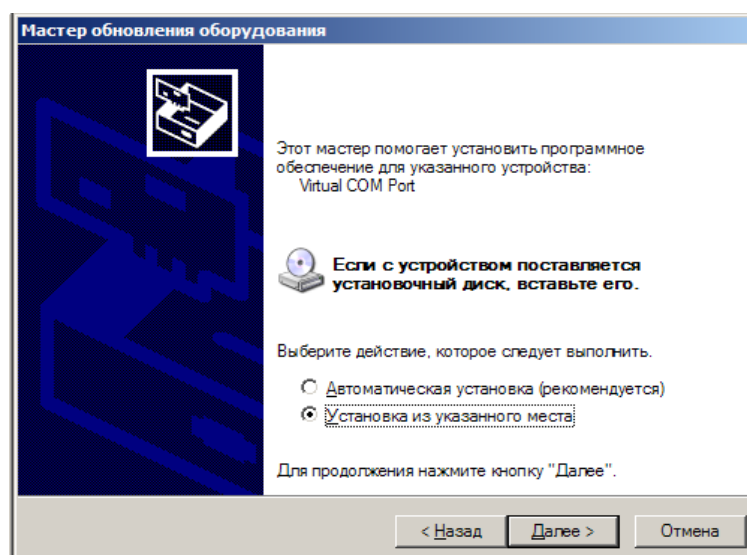 Мастер обновления оборудования
Этот мастер помогает установить программное
обеспечение для указанного устройства:
Virtual COM Port
Если с устройством поставляется
установочный диск, вставьте его.
Выберите действие, которое следует выполнить.
Автоматическая установка (рекомендуется)
Установка из указанного места
Для продолжения нажмите кнопку "Далее".
< Назад Далее > Отмена